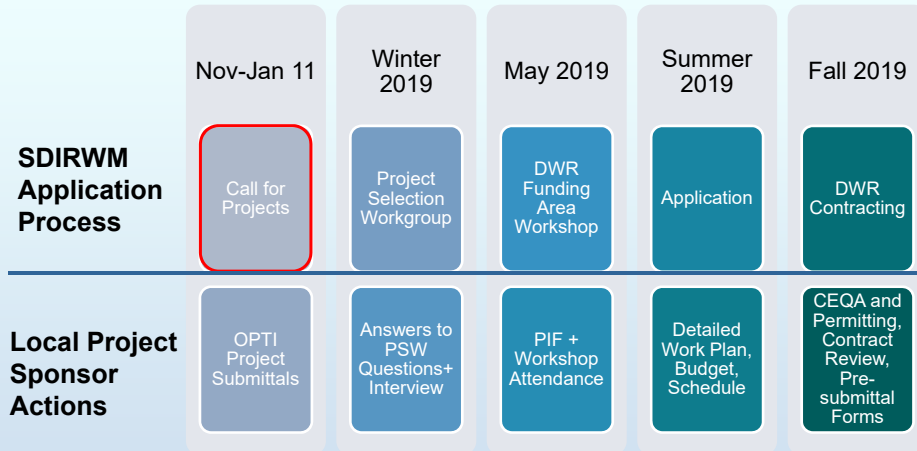 Nov-Jan 11
Winter
2019
May 2019
Summer
2019
Fall 2019
SDIRWM
Application
Process
Call for
Projects
Project
Selection
Workgroup
DWR
Funding
Area
Workshop
Application
DWR
Contracting
Local Project
Sponsor
Actions
OPTI
Project
Submittals
Answers to
PSW
Questions+
Interview
PIF +
Workshop
Attendance
Detailed
Work Plan,
Budget,
Schedule
CEQA and
Permitting,
Contract
Review,
Pre-
submittal
Forms